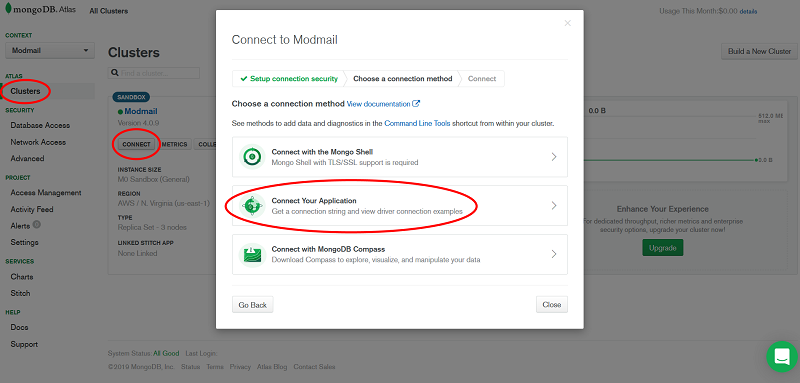 mongoDB. Atlas
All Clusters
Usage This Month:$0.00 details
CONTEXT
Modmail
ATLAS
Clusters
SECURITY
Database Access
Network Access
Advanced
PROJECT
Access Management
Activity Feed
Alerts
Settings
SERVICES
Charts
Stitch
HELP
Docs
Support
Clusters
Find a cluster...
Build a New Cluster
SANDBOX
Modmail
Version 4.0.9
CONNECT
METRICS
COLLE
INSTANCE SIZE
M0 Sandbox (General)
REGION
AWS / N. Virginia (us-east-1)
TYPE
Replica Set - 3 nodes
LINKED STITCH APP
None Linked
×
Connect to Modmail
✓ Setup connection security
Choose a connection method
Connect
Choose a connection method View documentation
See methods to add data and diagnostics in the Command Line Tools shortcut from within your cluster.
Connect with the Mongo Shell
Mongo Shell with TLS/SSL support is required
Connect Your Application
Get a connection string and view driver connection examples
Connect with MongoDB Compass
Download Compass to explore, visualize, and manipulate your data
Go Back
Close
0.0 B
512.0 MB
max
0.0 B
Enhance Your Experience
For dedicated throughput, richer metrics and enterprise
security options, upgrade your cluster now!
Upgrade
System Status: All Good Last Login:
©2019 MongoDB, Inc. Status Terms Privacy Atlas Blog Contact Sales